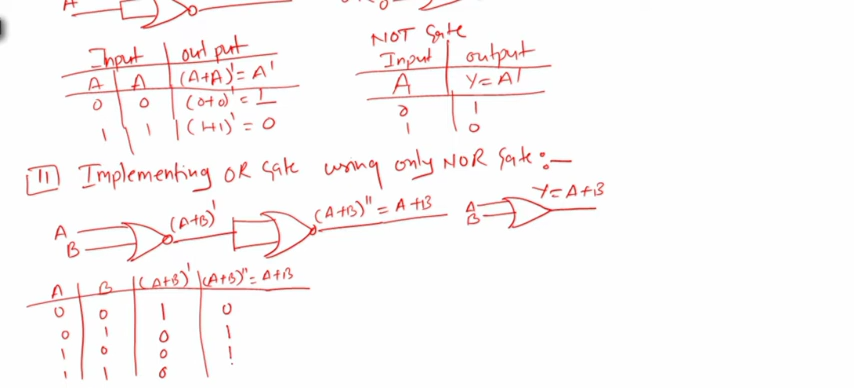 A
NOT Gate
Input | output
A | A | (A+A)' = A'
0 0 (0+0)' = 1
1 1 (1+1)' = 0
Input | output
A | Y = A'
0 1
1 0
II Implementing OR Gate using only NOR Gate :-
A
B
(A+B)'
(A+B)'' = A+B
A
B
Y = A+B
A | B | (A+B)' | (A+B)'' = A+B
0 0 1 0
0 1 0 1
1 0 0 1
1 1 0